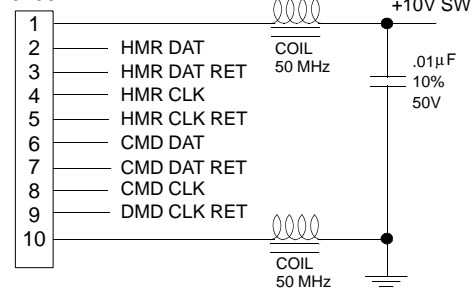 +10V SW
1
2 HMR DAT
3 HMR DAT RET
4 HMR CLK
5 HMR CLK RET
6 CMD DAT
7 CMD DAT RET
8 CMD CLK
9 DMD CLK RET
10
COIL
50 MHz
.01µF
10%
50V
COIL
50 MHz